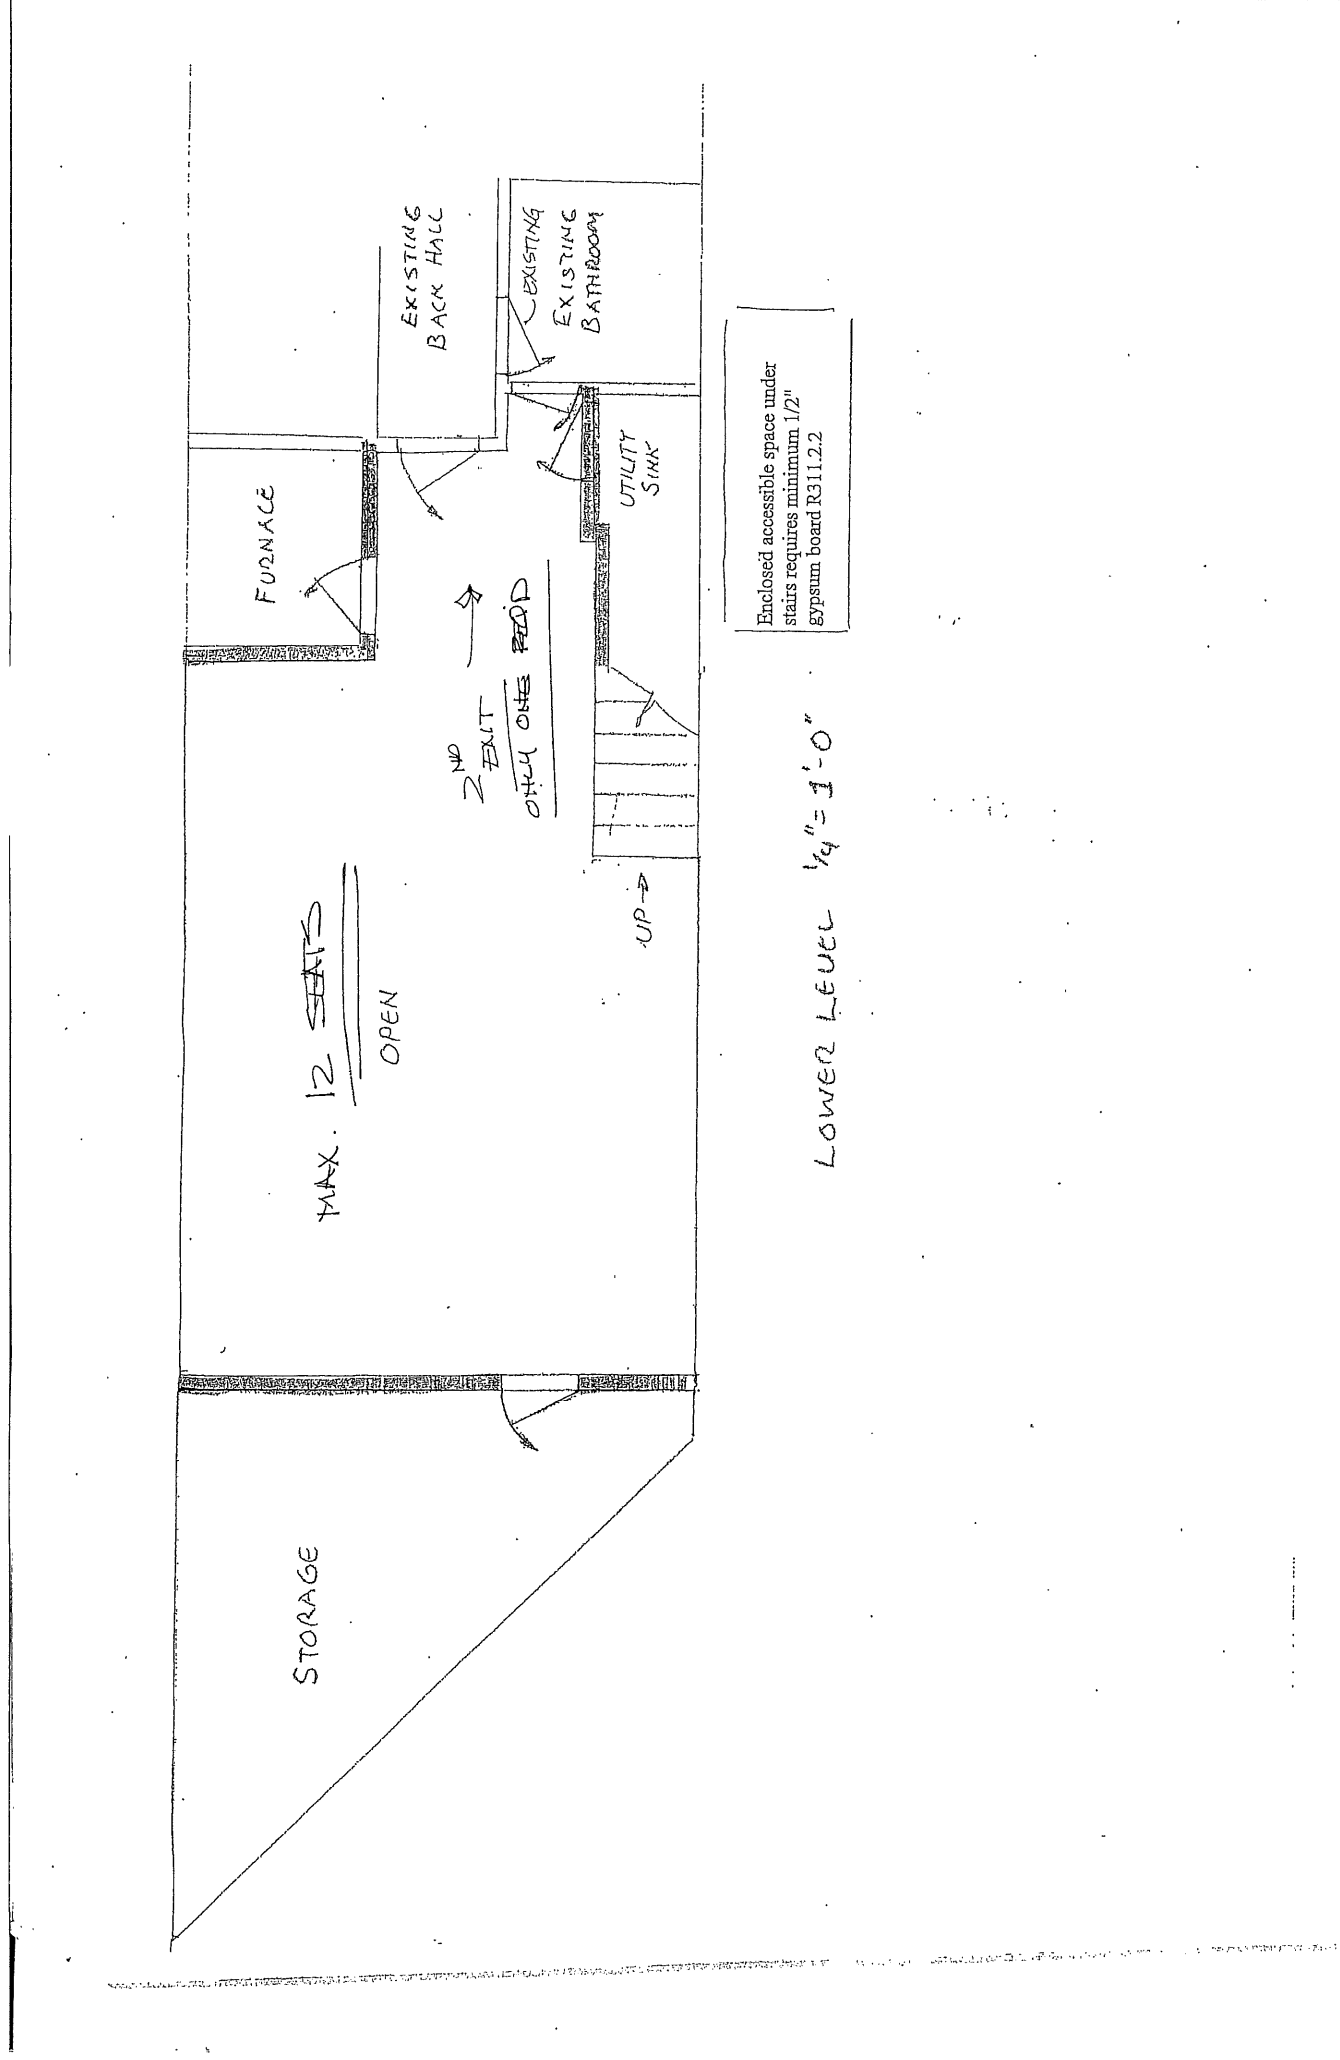 STORAGE
MAX. 12 SEATS
OPEN
FURNACE
2ND
EXIT
ONLY ONE REQ'D
EXISTING
BACK HALL
EXISTING
EXISTING
BATHROOM
UTILITY
SINK
UP
Enclosed accessible space under
stairs requires minimum 1/2"
gypsum board R311.2.2
LOWER LEVEL 1/4" = 1'-0"